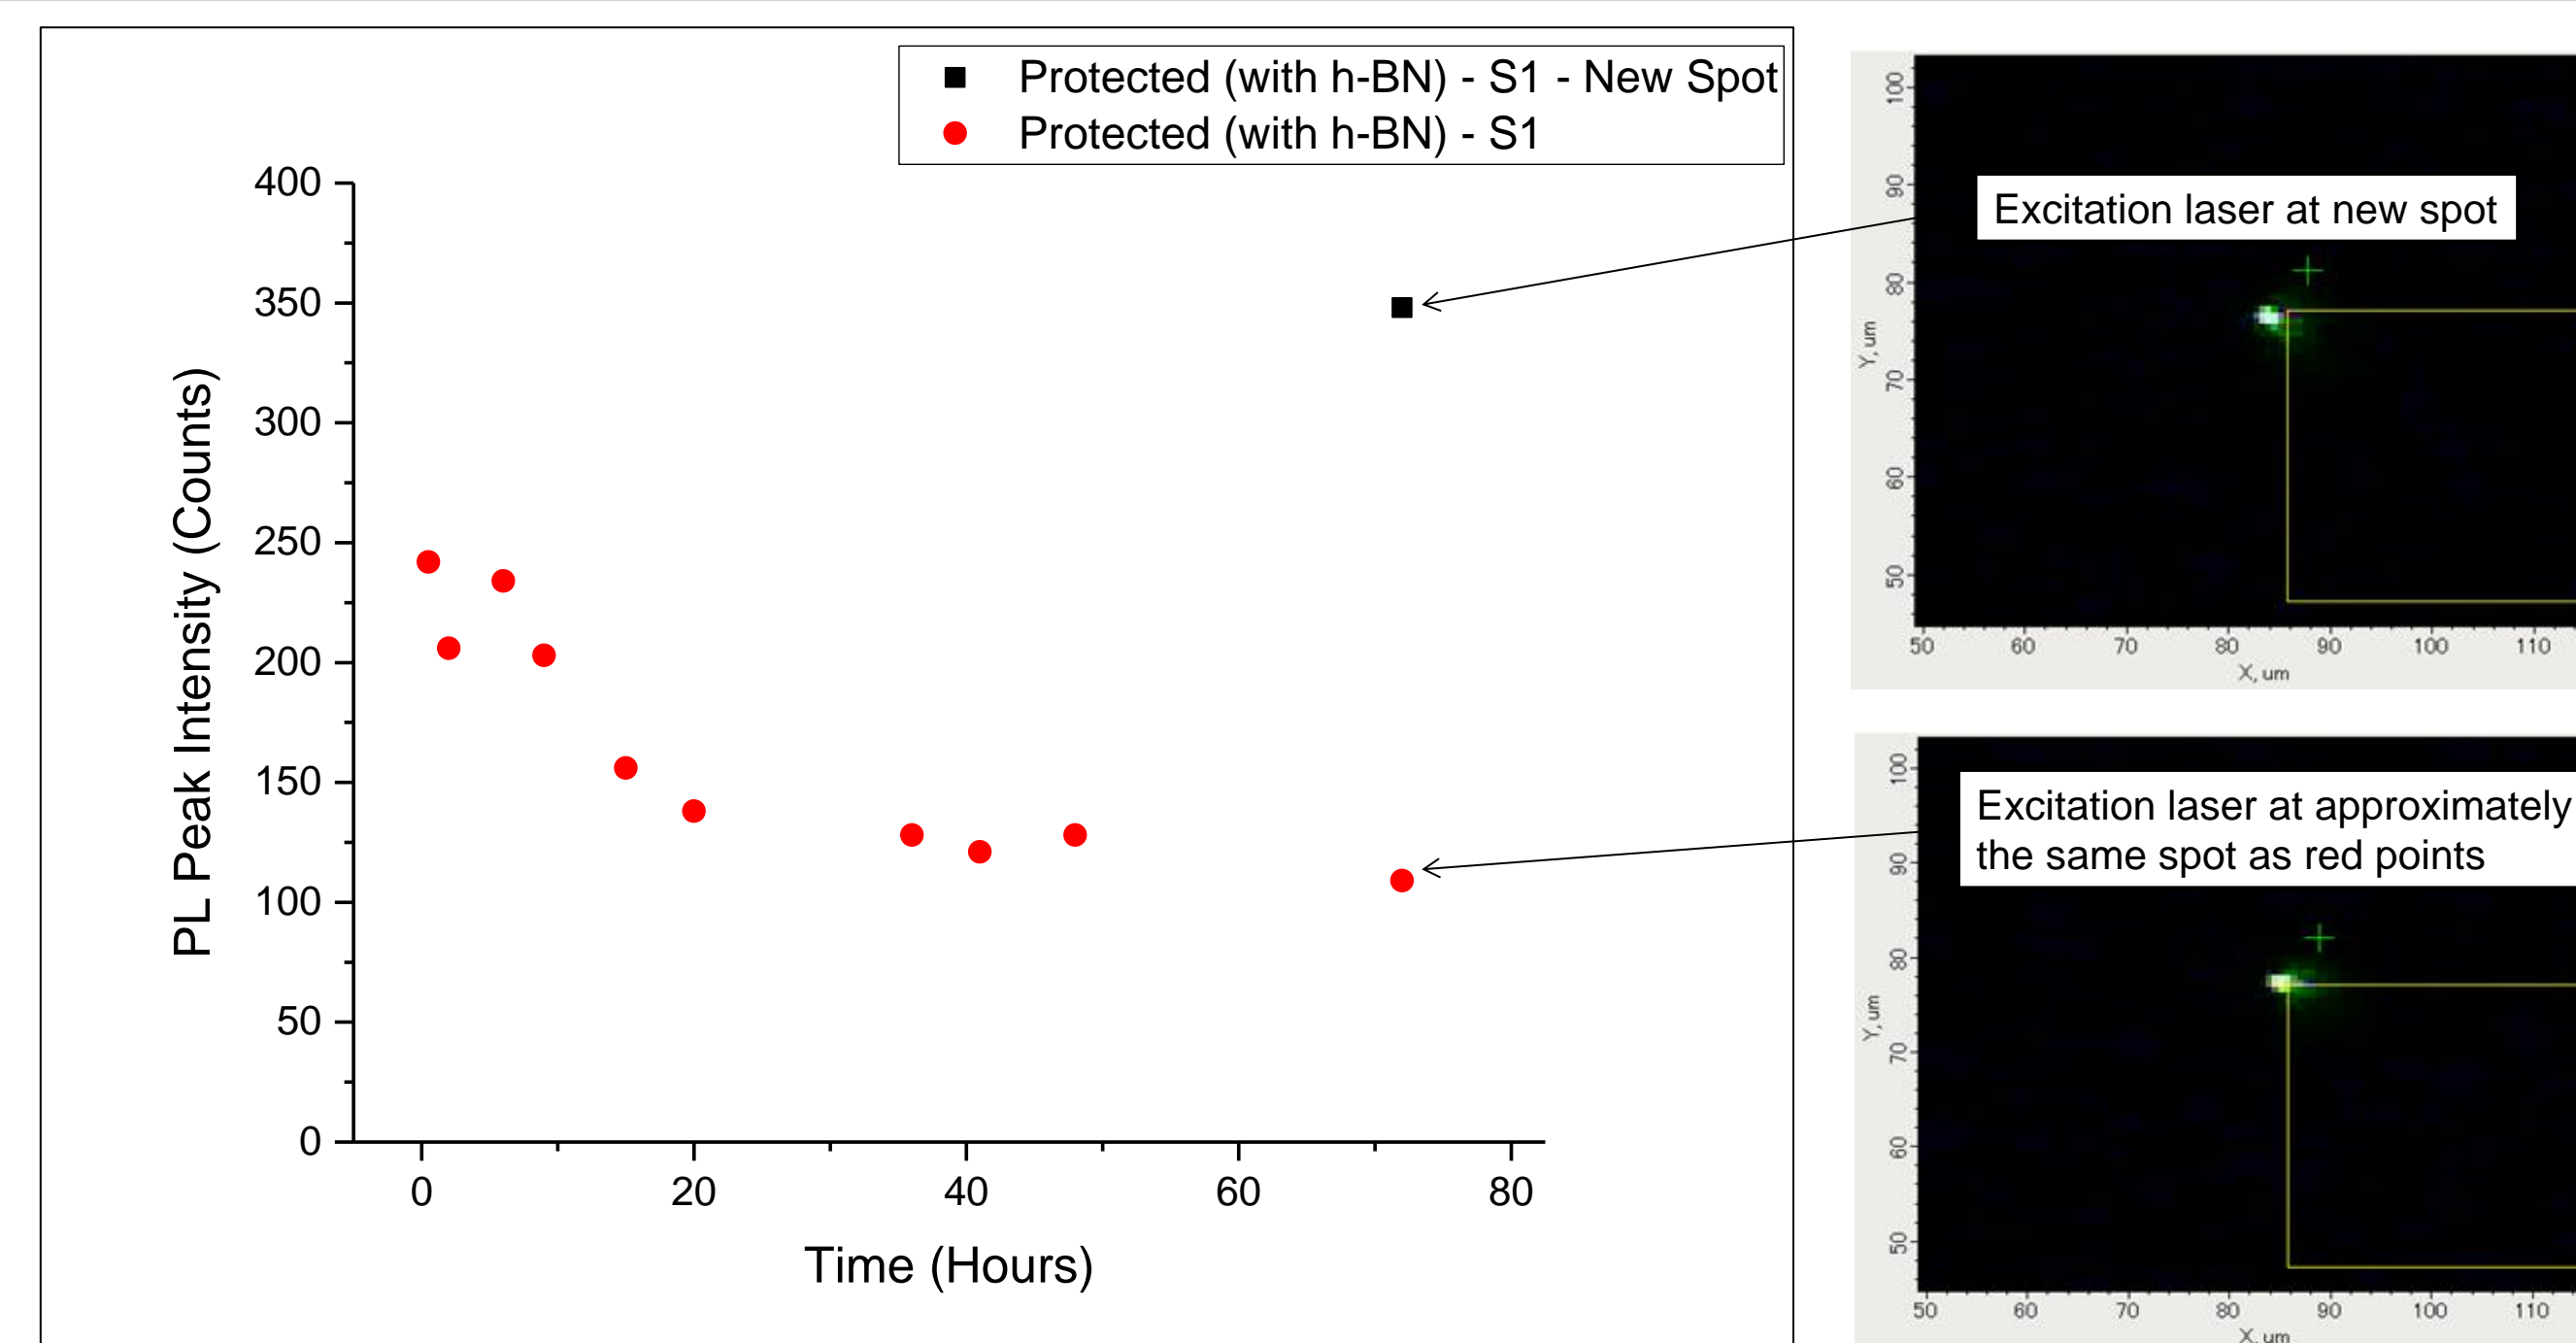 Protected (with h-BN) - S1 - New Spot
Protected (with h-BN) - S1
400
350
300
250
200
150
100
50
0
PL Peak Intensity (Counts)
0 20 40 60 80
Time (Hours)
Excitation laser at new spot
100
90
80
70
60
50
Y, um
50 60 70 80 90 100 110
X, um
Excitation laser at approximately
the same spot as red points
100
90
80
70
60
50
Y, um
50 60 70 80 90 100 110
X, um